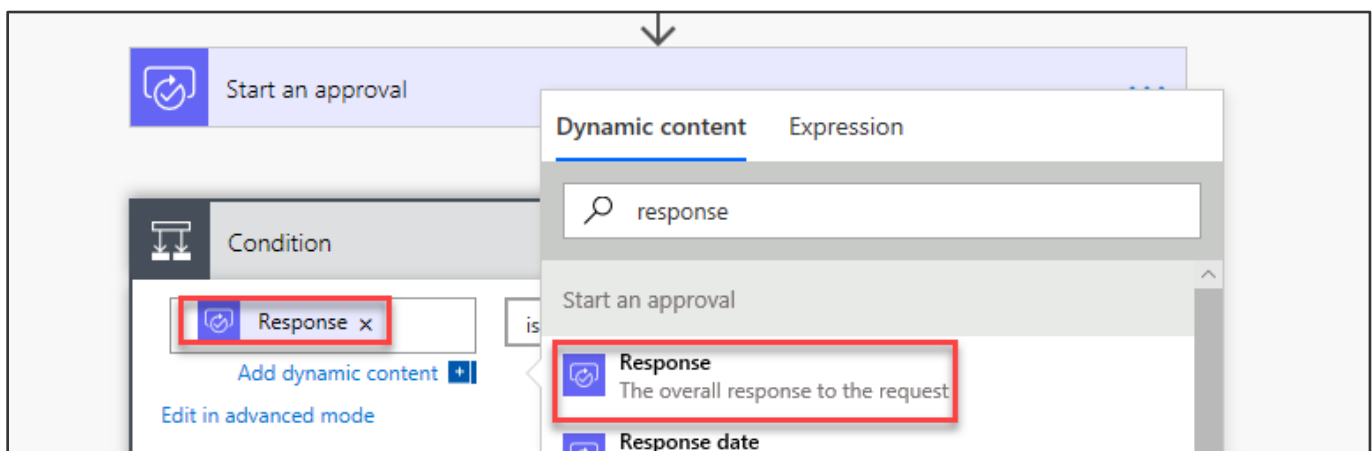 Start an approval
Dynamic content
Expression
response
Condition
Start an approval
Response x
is
Response
The overall response to the request
Add dynamic content
Edit in advanced mode
Response date